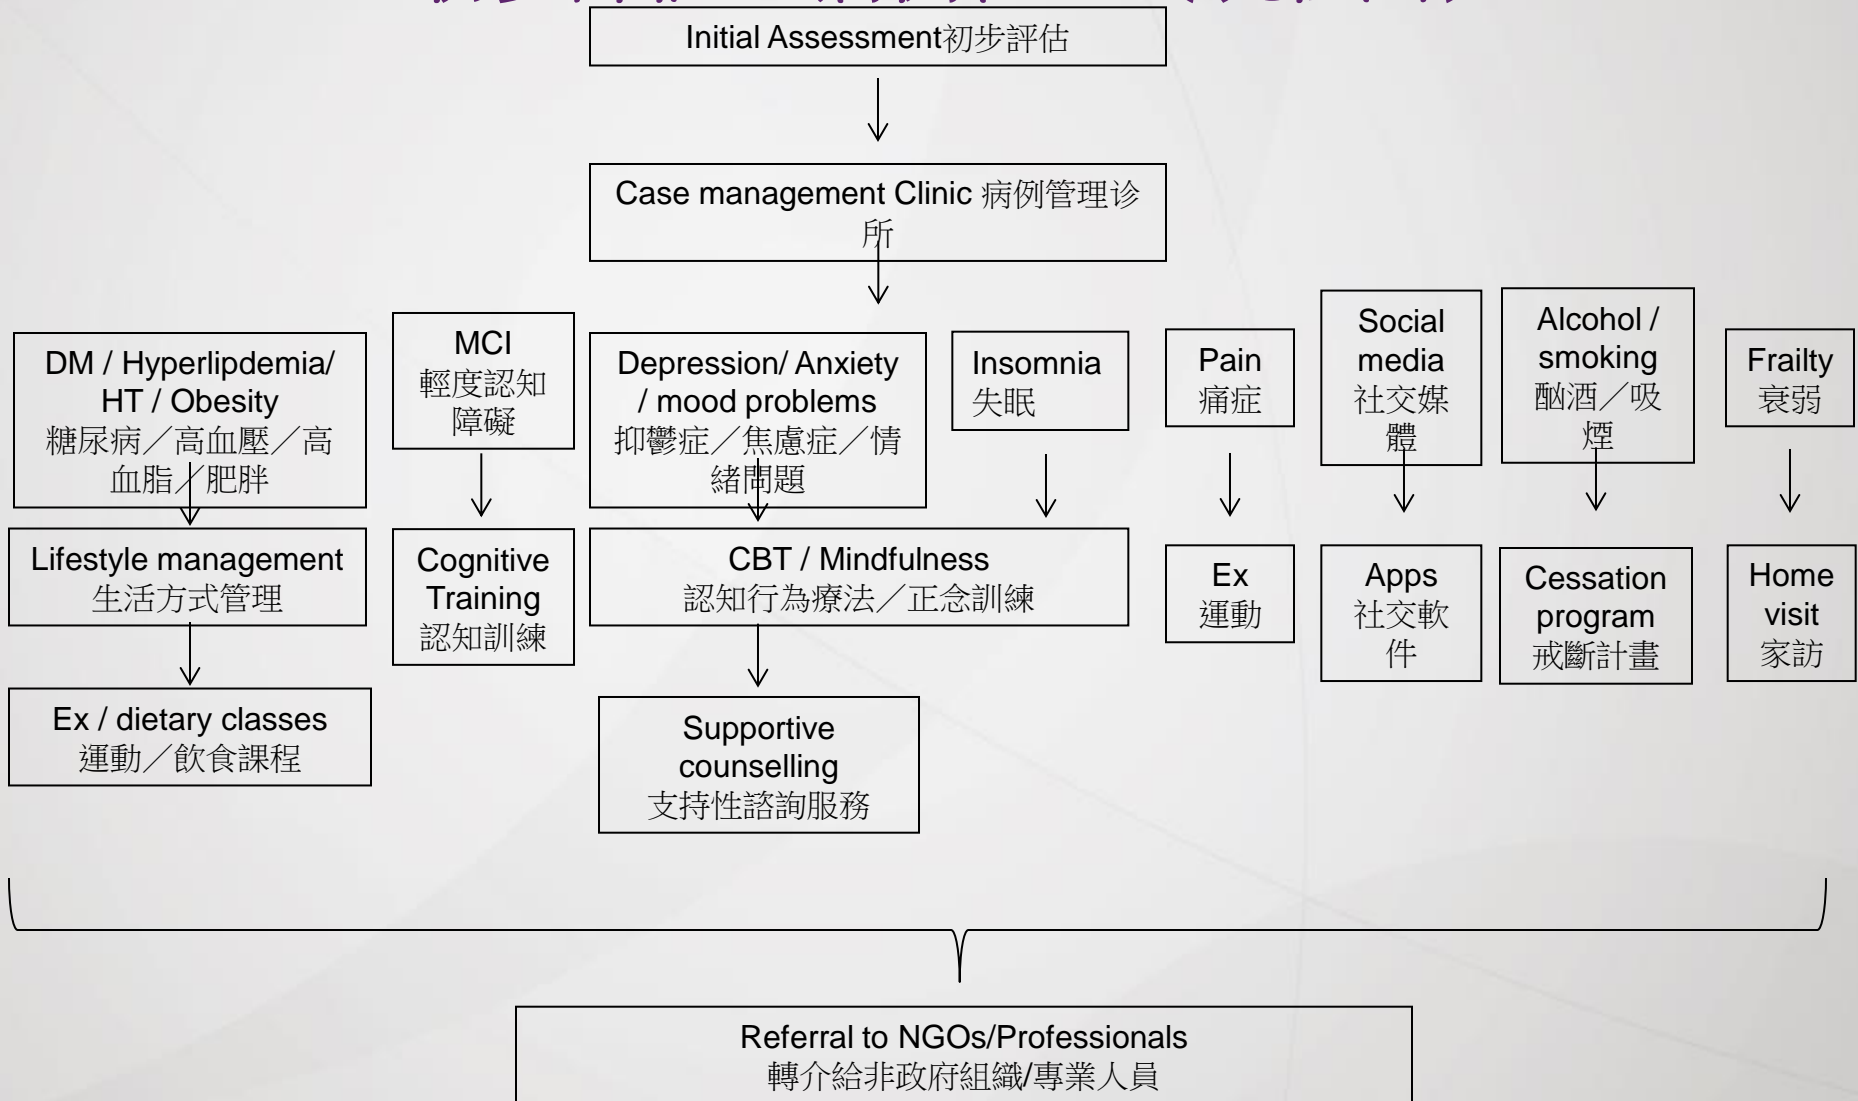 Initial Assessment初步評估
Case management Clinic 病例管理诊
所
DM / Hyperlipdemia/
HT / Obesity
糖尿病／高血壓／高
血脂／肥胖
MCI
輕度認知
障礙
Depression/ Anxiety
/ mood problems
抑鬱症／焦慮症／情
緒問題
Insomnia
失眠
Pain
痛症
Social
media
社交媒
體
Alcohol /
smoking
酗酒／吸
煙
Frailty
衰弱
Lifestyle management
生活方式管理
Cognitive
Training
認知訓練
CBT / Mindfulness
認知行為療法／正念訓練
Ex
運動
Apps
社交軟
件
Cessation
program
戒斷計畫
Home
visit
家訪
Ex / dietary classes
運動／飲食課程
Supportive
counselling
支持性諮詢服務
Referral to NGOs/Professionals
轉介給非政府組織/專業人員